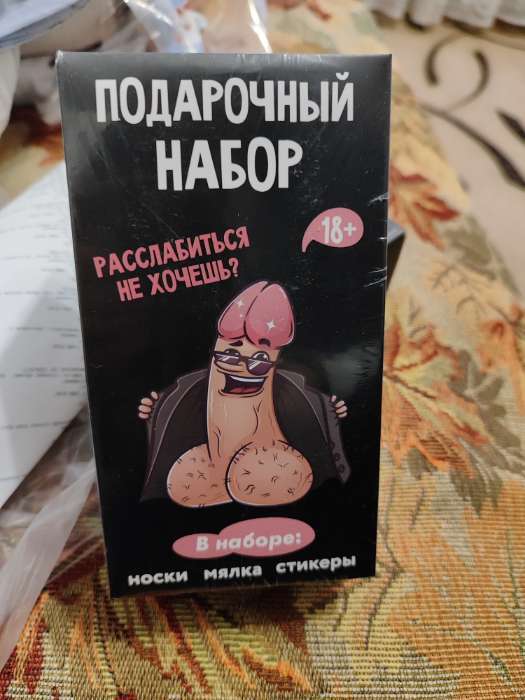 ПОДАРОЧНЫЙ
НАБОР
18+
РАССЛАБИТЬСЯ
НЕ ХОЧЕШЬ?
В наборе:
носки мялка стикеры